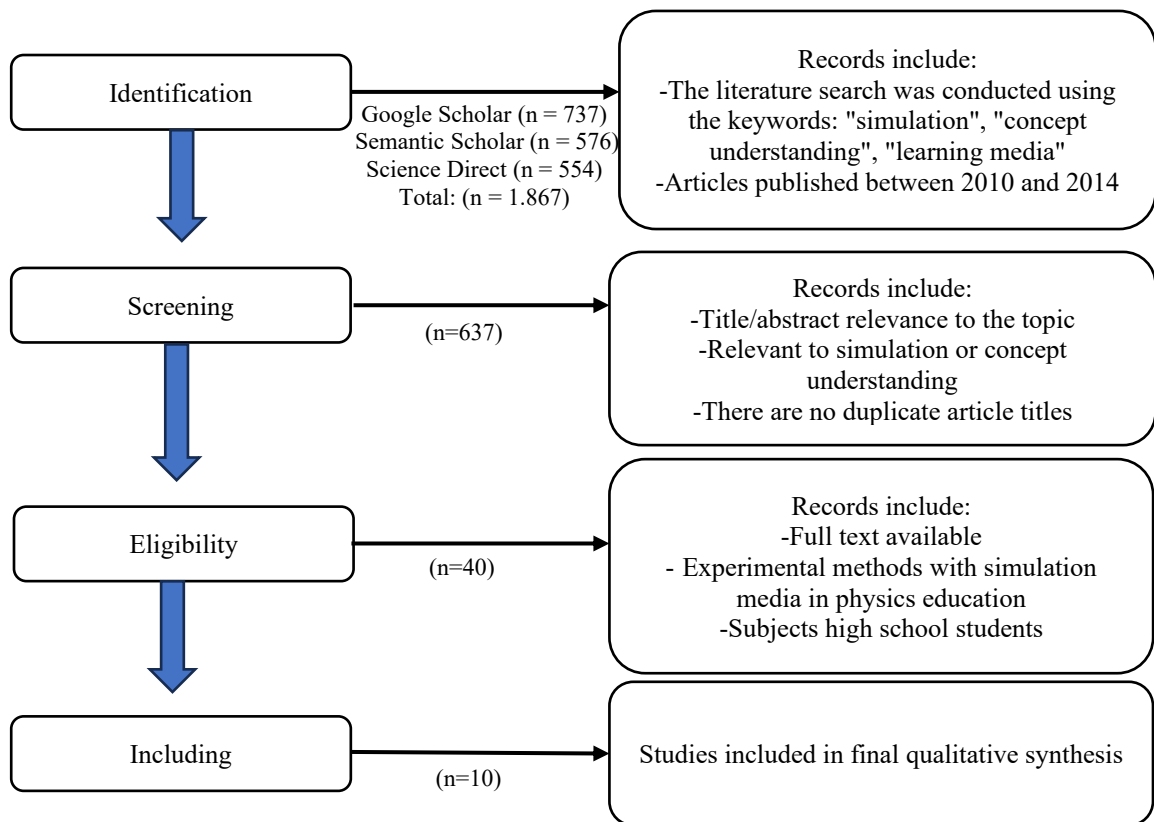 Identification
Google Scholar (n = 737)
Semantic Scholar (n = 576)
Science Direct (n = 554)
Total: (n = 1.867)
Records include:
-The literature search was conducted using
the keywords: "simulation", "concept
understanding", "learning media"
-Articles published between 2010 and 2014
Screening
(n=637)
Records include:
-Title/abstract relevance to the topic
-Relevant to simulation or concept
understanding
-There are no duplicate article titles
Eligibility
(n=40)
Records include:
-Full text available
- Experimental methods with simulation
media in physics education
-Subjects high school students
Including
(n=10)
Studies included in final qualitative synthesis